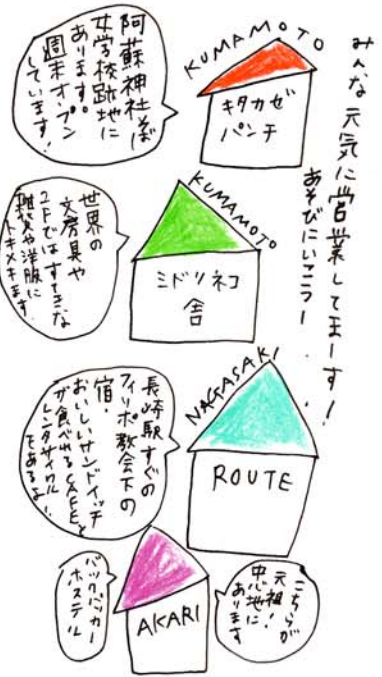 みんな元気に営業してまーす!
あそびにいこうー!
KUMAMOTO
キタカゼ
パンチ
阿蘇神社そば
女学校跡地に
あります。
週末オープン
しています!
KUMAMOTO
ミドリネコ
舎
世界の
文房具や
2Fではすてきな
雑貨や洋服に
トキメキます
NAGASAKI
ROUTE
長崎駅すぐの
フィリッポ教会下の
宿。
おいしいサンドイッチ
が食べれるCAFEと
レンタサイクル
であるよ!
AKARI
こちらが
元祖!
中心地に
あります
バックパッカー
ホステル